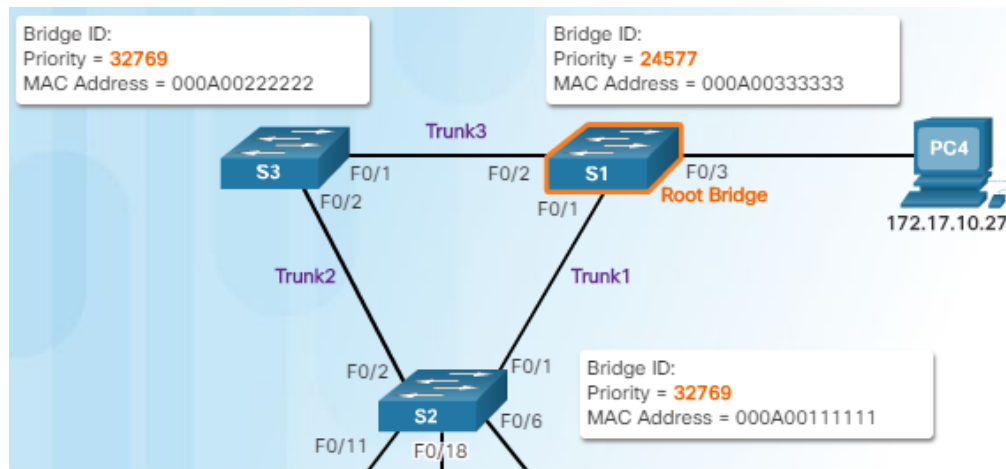 Bridge ID:
Priority = 32769
MAC Address = 000A00222222
Bridge ID:
Priority = 24577
MAC Address = 000A00333333
Trunk3
S3
F0/1
F0/2
S1
F0/3
PC4
F0/2
F0/1
Root Bridge
172.17.10.27
Trunk2
Trunk1
F0/2
F0/1
Bridge ID:
Priority = 32769
MAC Address = 000A00111111
S2
F0/6
F0/11
F0/18